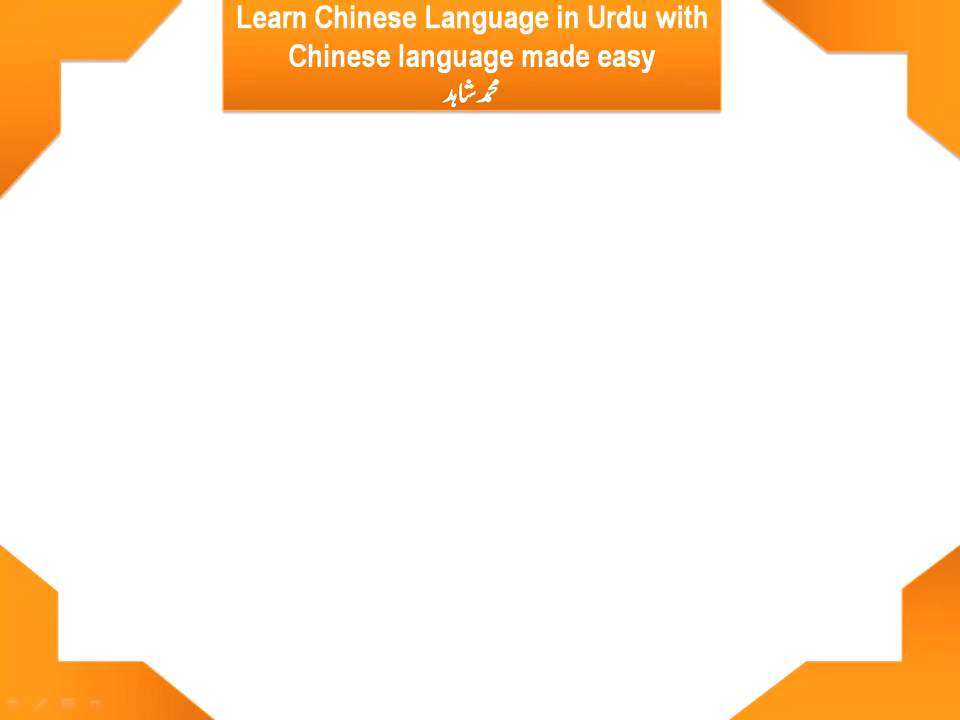 Learn Chinese Language in Urdu with
Chinese language made easy
محمد شاہد